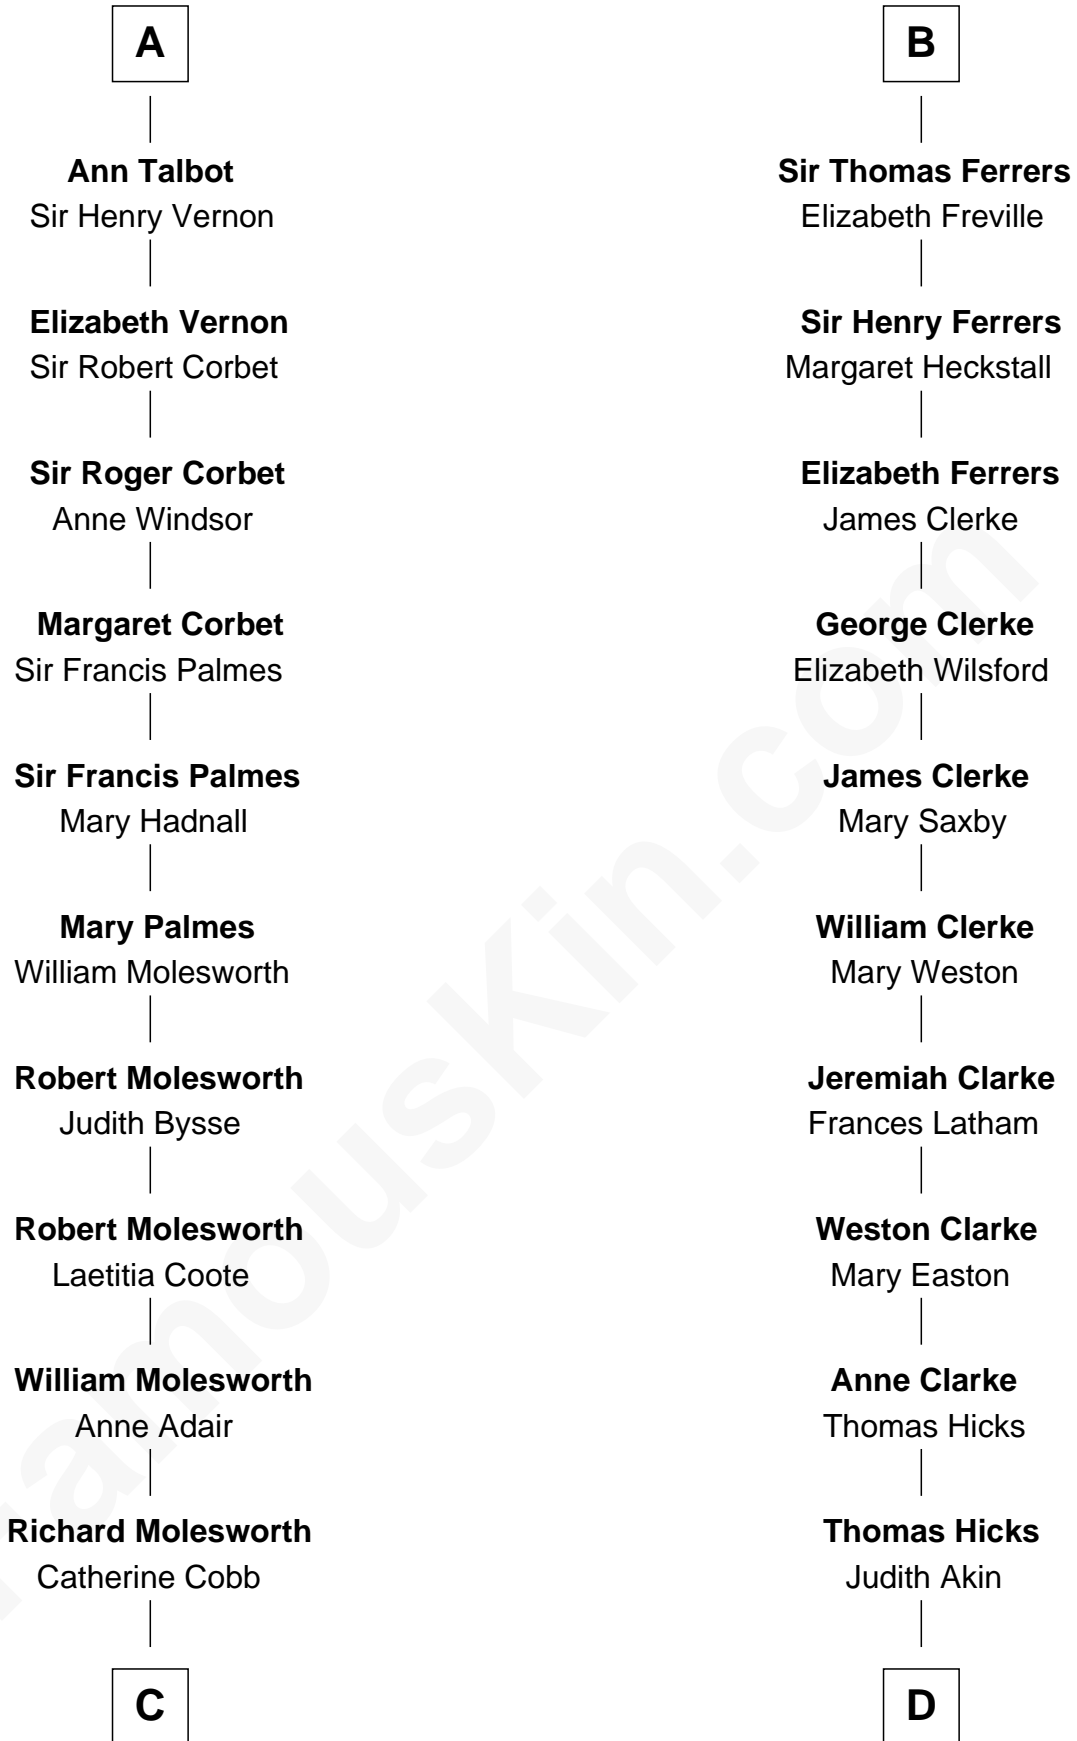 A
Ann Talbot
Sir Henry Vernon
Elizabeth Vernon
Sir Robert Corbet
Sir Roger Corbet
Anne Windsor
Margaret Corbet
Sir Francis Palmes
Sir Francis Palmes
Mary Hadnall
Mary Palmes
William Molesworth
Robert Molesworth
Judith Bysse
Robert Molesworth
Laetitia Coote
William Molesworth
Anne Adair
Richard Molesworth
Catherine Cobb
C
B
Sir Thomas Ferrers
Elizabeth Freville
Sir Henry Ferrers
Margaret Heckstall
Elizabeth Ferrers
James Clerke
George Clerke
Elizabeth Wilsford
James Clerke
Mary Saxby
William Clerke
Mary Weston
Jeremiah Clarke
Frances Latham
Weston Clarke
Mary Easton
Anne Clarke
Thomas Hicks
Thomas Hicks
Judith Akin
D
FamousKin.com